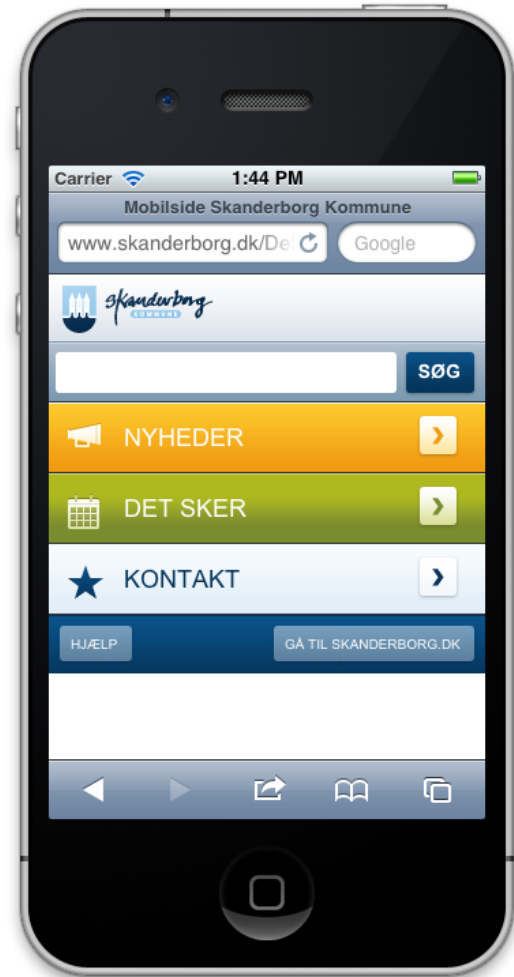 Carrier 1:44 PM
Mobilside Skanderborg Kommune
www.skanderborg.dk/De Google
skanderborg
KOMMUNE
SØG
NYHEDER
DET SKER
KONTAKT
HJÆLP GÅ TIL SKANDERBORG.DK